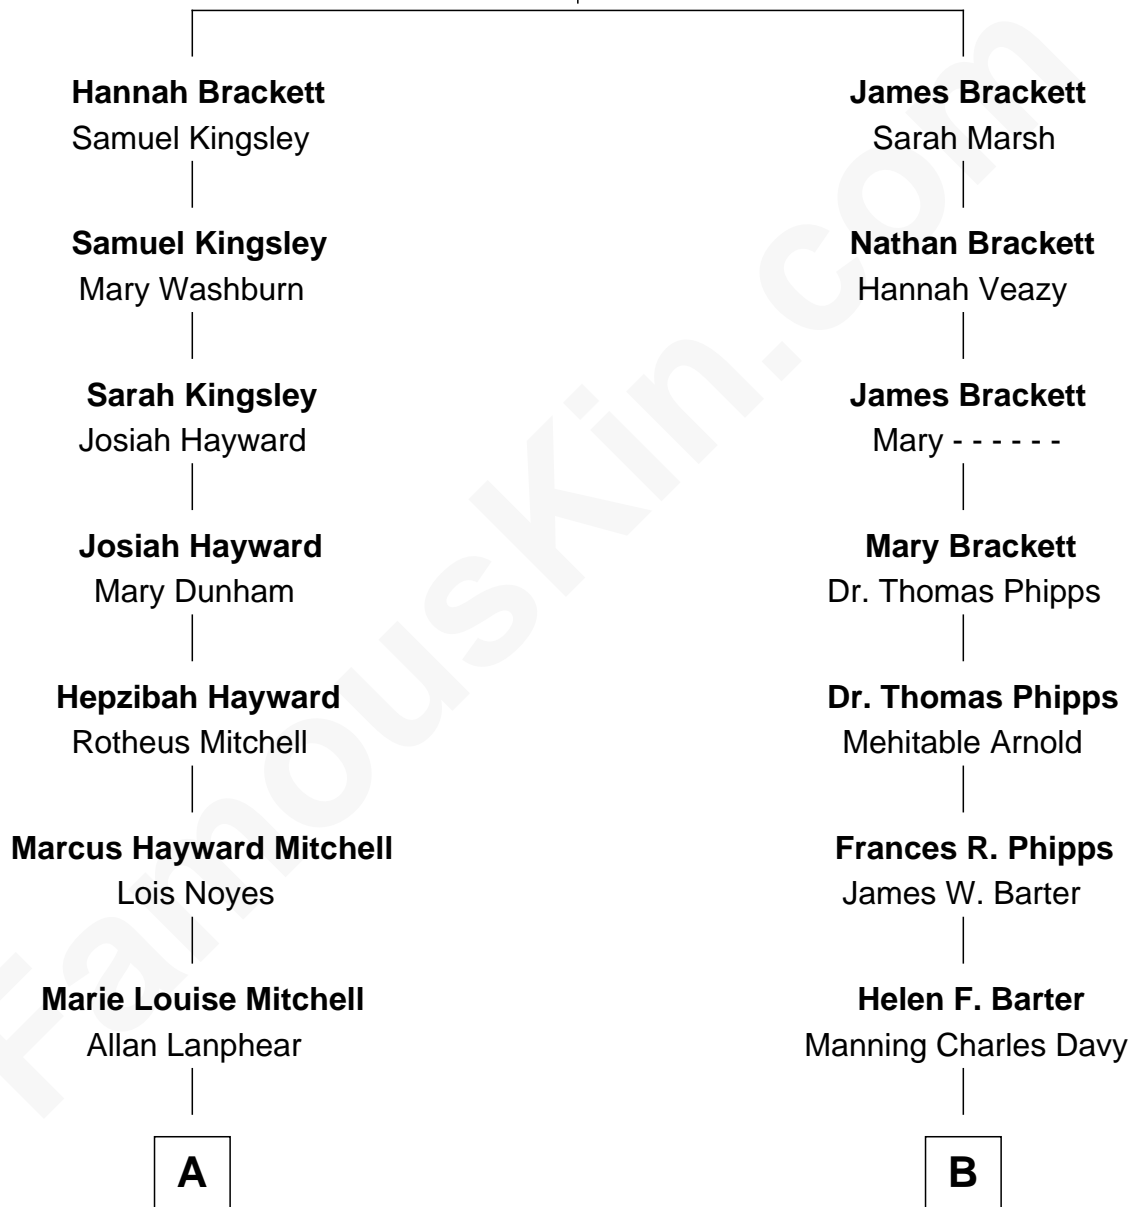 Hannah Brackett
Samuel Kingsley
Samuel Kingsley
Mary Washburn
Sarah Kingsley
Josiah Hayward
Josiah Hayward
Mary Dunham
Hepzibah Hayward
Rotheus Mitchell
Marcus Hayward Mitchell
Lois Noyes
Marie Louise Mitchell
Allan Lanphear
A
James Brackett
Sarah Marsh
Nathan Brackett
Hannah Veazy
James Brackett
Mary - - - - - -
Mary Brackett
Dr. Thomas Phipps
Dr. Thomas Phipps
Mehitable Arnold
Frances R. Phipps
James W. Barter
Helen F. Barter
Manning Charles Davy
B
FamousKin.com